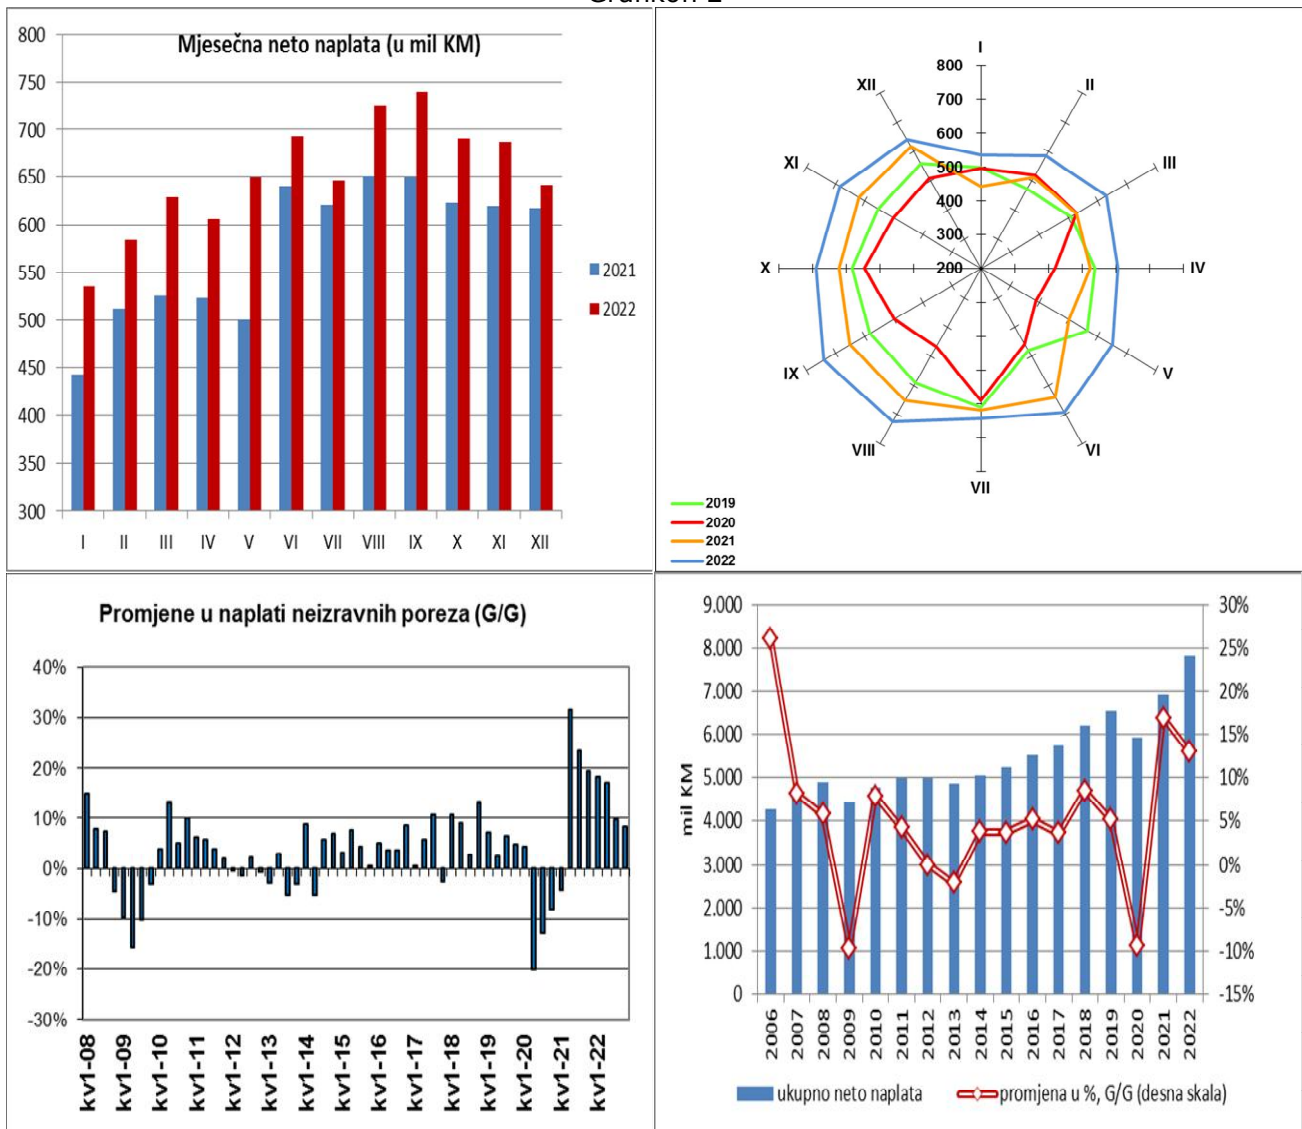 Mjesečna neto naplata (u mil KM)
800
750
700
650
600
550
500
450
400
350
300
I II III IV V VI VII VIII IX X XI XII
2021
2022
I
II
III
IV
V
VI
VII
VIII
IX
X
XI
XII
800
700
600
500
400
300
200
2019
2020
2021
2022
Promjene u naplati neizravnih poreza (G/G)
40%
30%
20%
10%
0%
-10%
-20%
-30%
kv1-08 kv1-09 kv1-10 kv1-11 kv1-12 kv1-13 kv1-14 kv1-15 kv1-16 kv1-17 kv1-18 kv1-19 kv1-20 kv1-21 kv1-22
mil KM
9.000
8.000
7.000
6.000
5.000
4.000
3.000
2.000
1.000
0
30%
25%
20%
15%
10%
5%
0%
-5%
-10%
-15%
2006 2007 2008 2009 2010 2011 2012 2013 2014 2015 2016 2017 2018 2019 2020 2021 2022
ukupno neto naplata
promjena u %, G/G (desna skala)